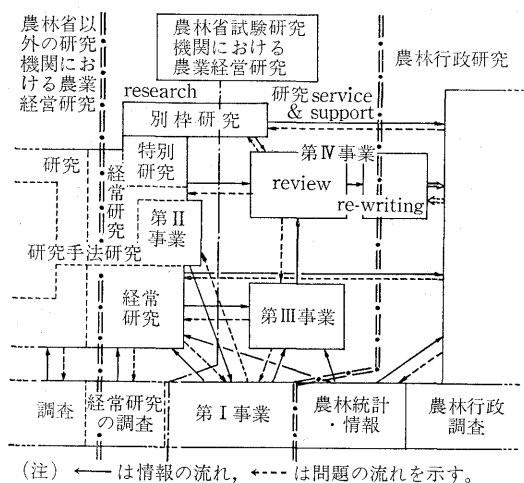 農林省以
外の研究
機関にお
ける農業
経営研究
農林省試験研究
機関における
農業経営研究
農林行政研究
research
別枠研究
研究 service
& support
特別
研究
第Ⅳ事業
研究
経常
研究
review
re-writing
第Ⅱ
事業
研究手法研究
経常
研究
第Ⅲ事業
調査
経常研究
の調査
第Ⅰ事業
農林統計
・情報
農林行政
調査
(注) ←── は情報の流れ, ←---- は問題の流れを示す。